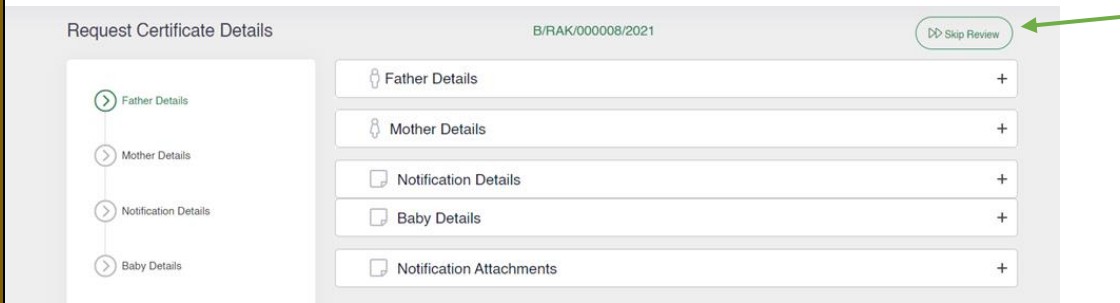 Request Certificate Details
B/RAK/000008/2021
Skip Review
Father Details
Mother Details
Notification Details
Baby Details
Father Details
Mother Details
Notification Details
Baby Details
Notification Attachments